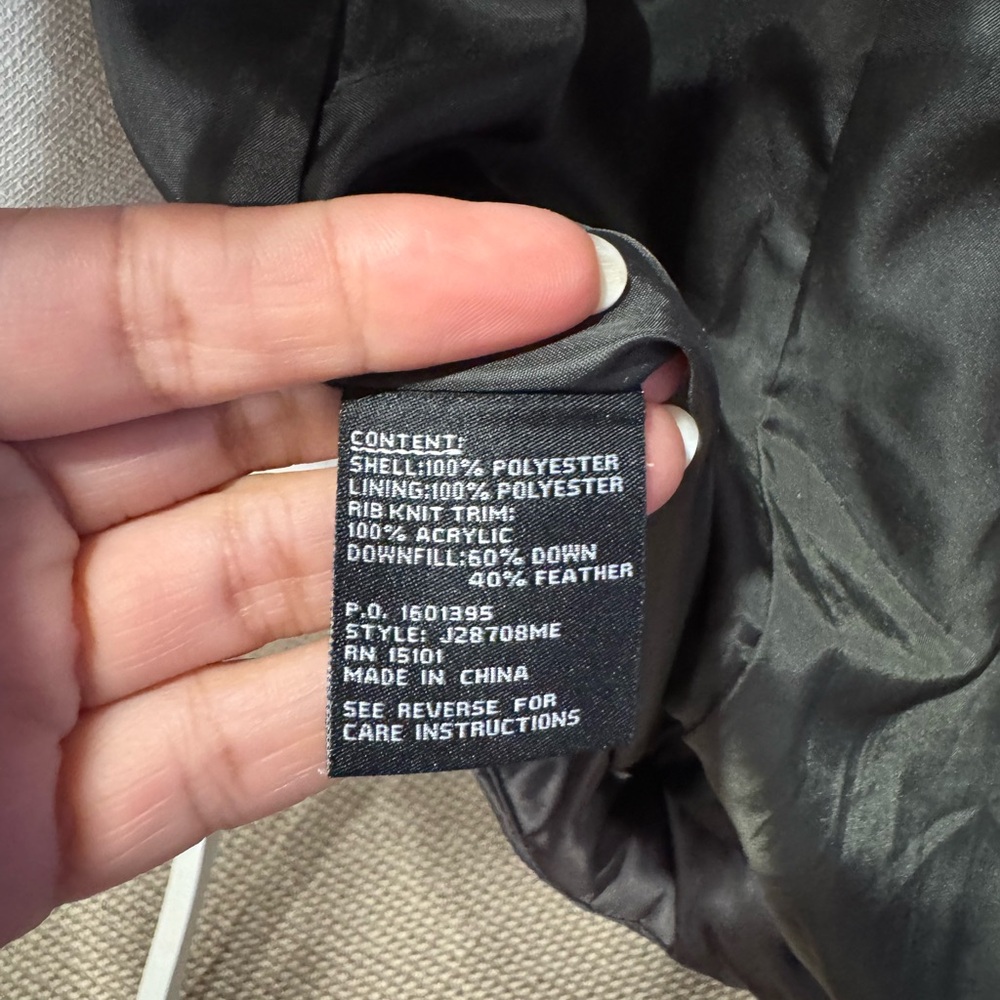 CONTENT:
SHELL:100% POLYESTER
LINING:100% POLYESTER
RIB KNIT TRIM:
100% ACRYLIC
DOWNFILL:60% DOWN
40% FEATHER
P.O. 1601395
STYLE: J28708ME
RN 15101
MADE IN CHINA
SEE REVERSE FOR
CARE INSTRUCTIONS